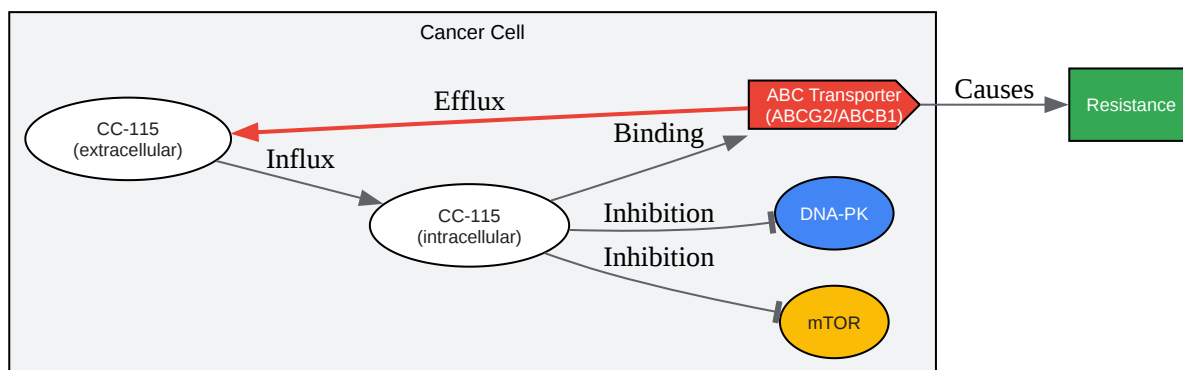 Cancer Cell
CC-115
(extracellular)
Efflux
Influx
CC-115
(intracellular)
Binding
ABC Transporter
(ABCG2/ABCB1)
Causes
Resistance
Inhibition
DNA-PK
Inhibition
mTOR